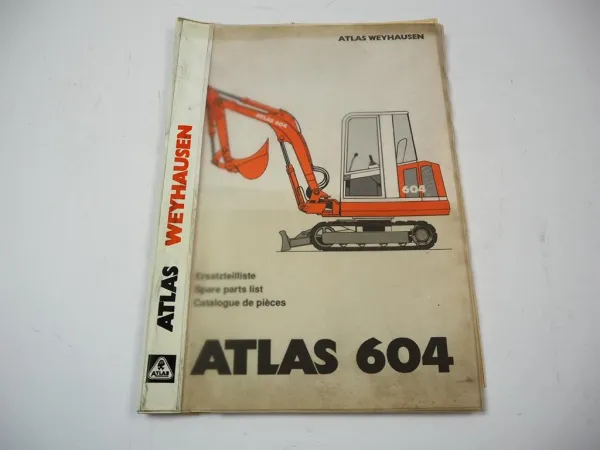 ATLAS WEYHAUSEN
ATLAS 604
604
Ersatzteilliste
Spare parts list
Catalogue de pièces
ATLAS 604
ATLAS WEYHAUSEN
ATLAS